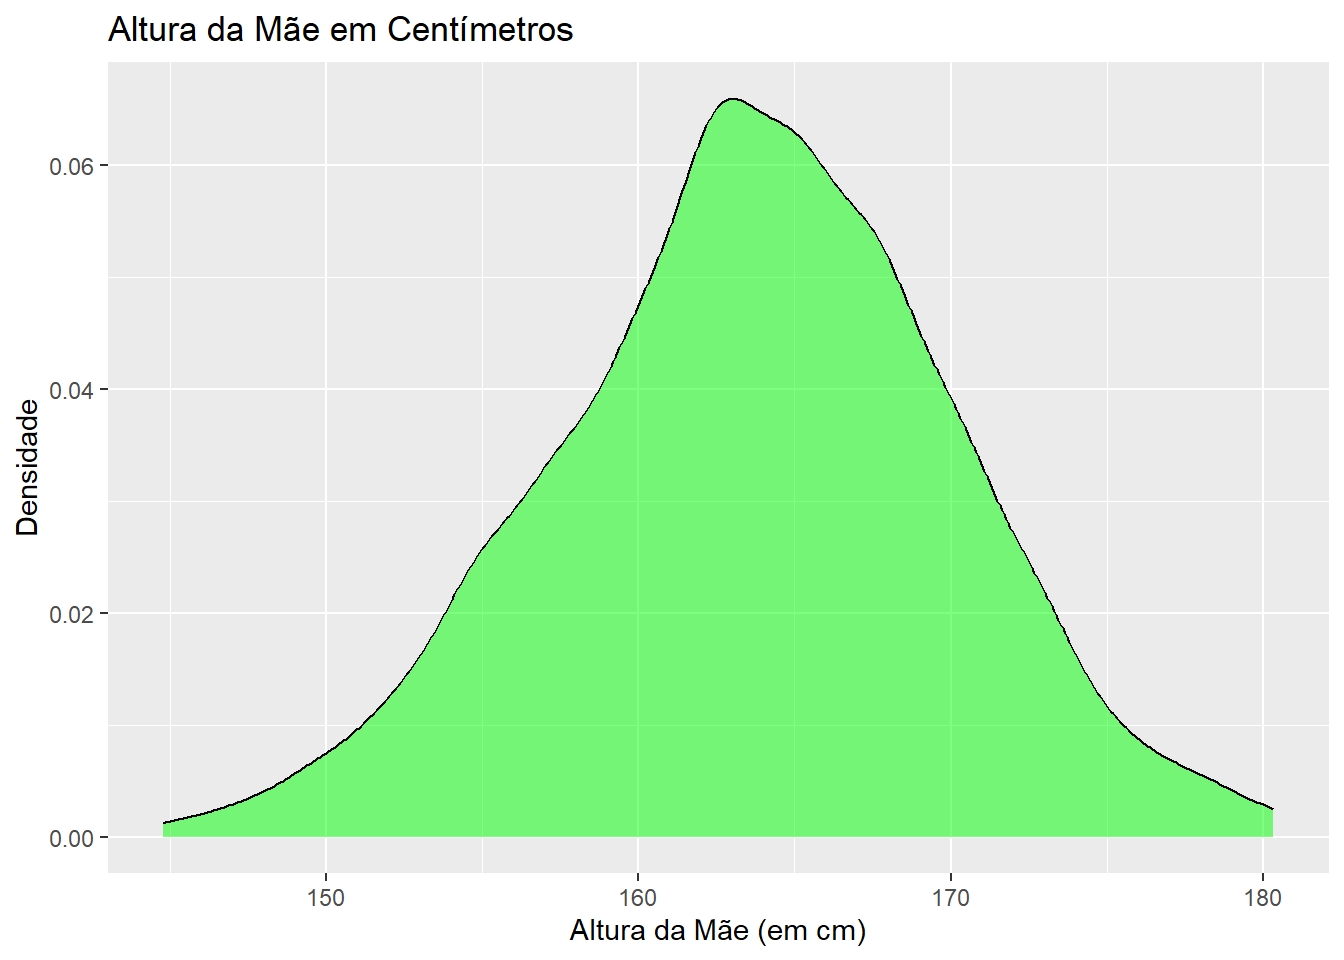 Altura da Mãe em Centímetros
Densidade
0.06
0.04
0.02
0.00
150 160 170 180
Altura da Mãe (em cm)